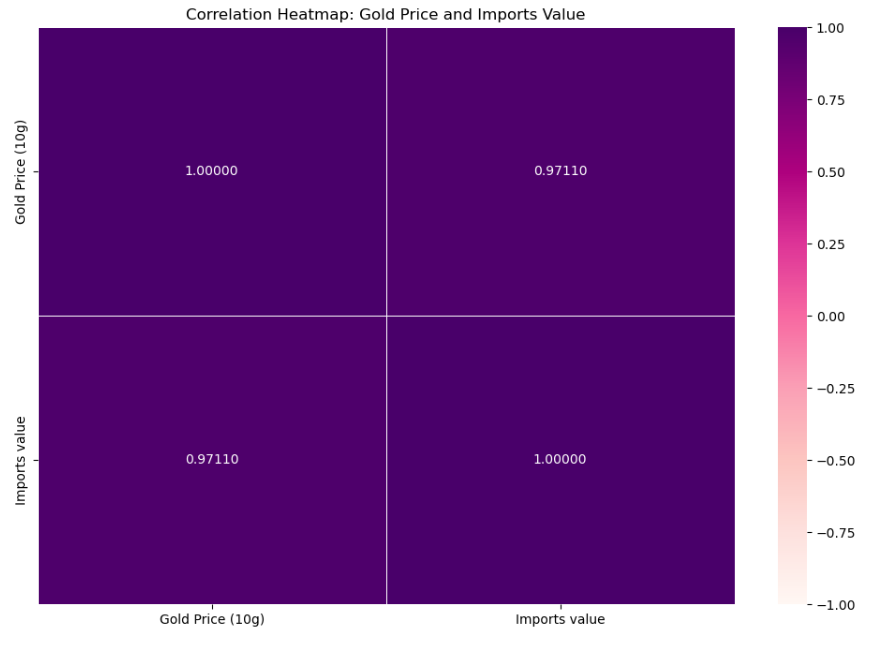 Correlation Heatmap: Gold Price and Imports Value
Gold Price (10g)
Imports value
1.00000
0.97110
0.97110
1.00000
Gold Price (10g)
Imports value
1.00
0.75
0.50
0.25
0.00
−0.25
−0.50
−0.75
−1.00